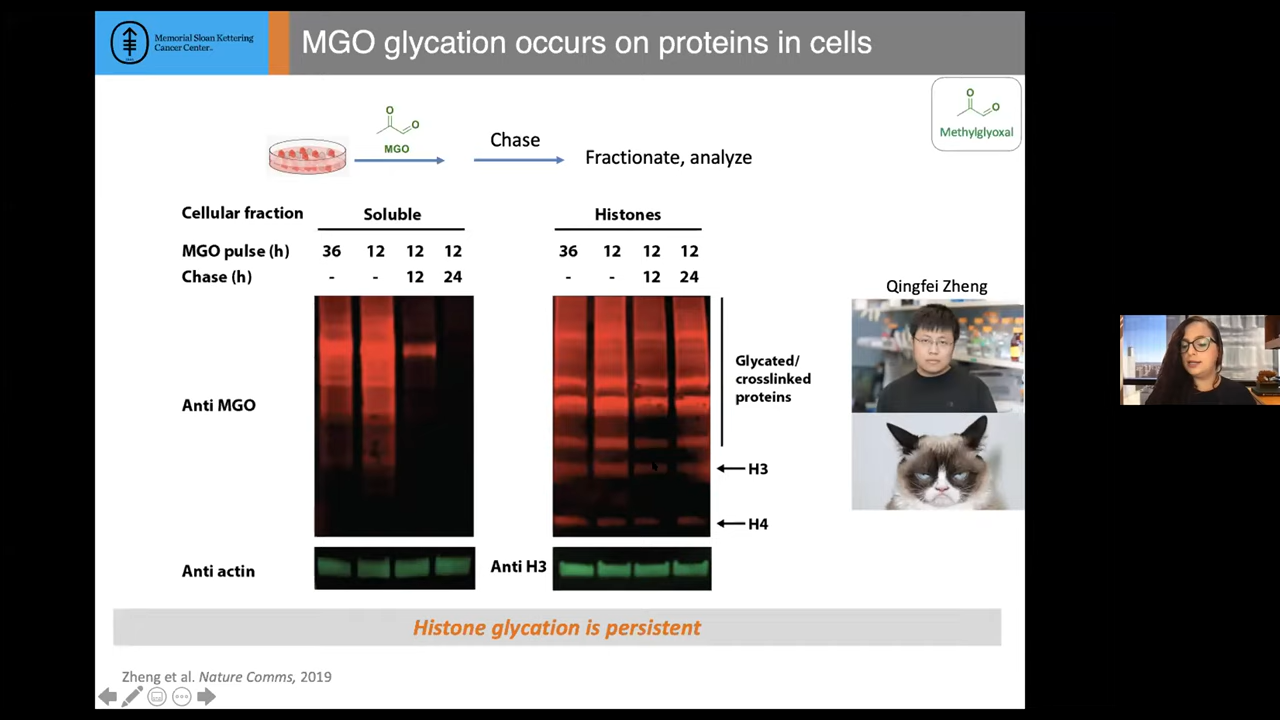 Memorial Sloan Kettering
Cancer Center
MGO glycation occurs on proteins in cells
O
O
Methylglyoxal
O
O
MGO
Chase
Fractionate, analyze
Cellular fraction
Soluble
Histones
MGO pulse (h)
36 12 12 12
36 12 12 12
Chase (h)
- - 12 24
- - 12 24
Qingfei Zheng
Glycated/
crosslinked
proteins
Anti MGO
H3
H4
Anti actin
Anti H3
Histone glycation is persistent
Zheng et al. Nature Comms, 2019